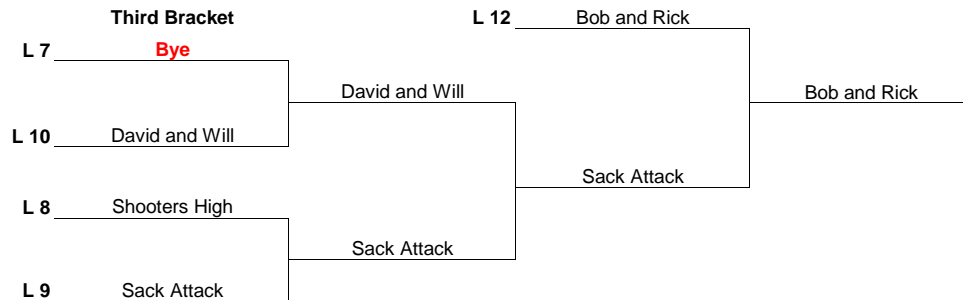 Third Bracket
L 12 Bob and Rick
L 7 Bye
David and Will
Bob and Rick
L 10 David and Will
Sack Attack
L 8 Shooters High
Sack Attack
L 9 Sack Attack